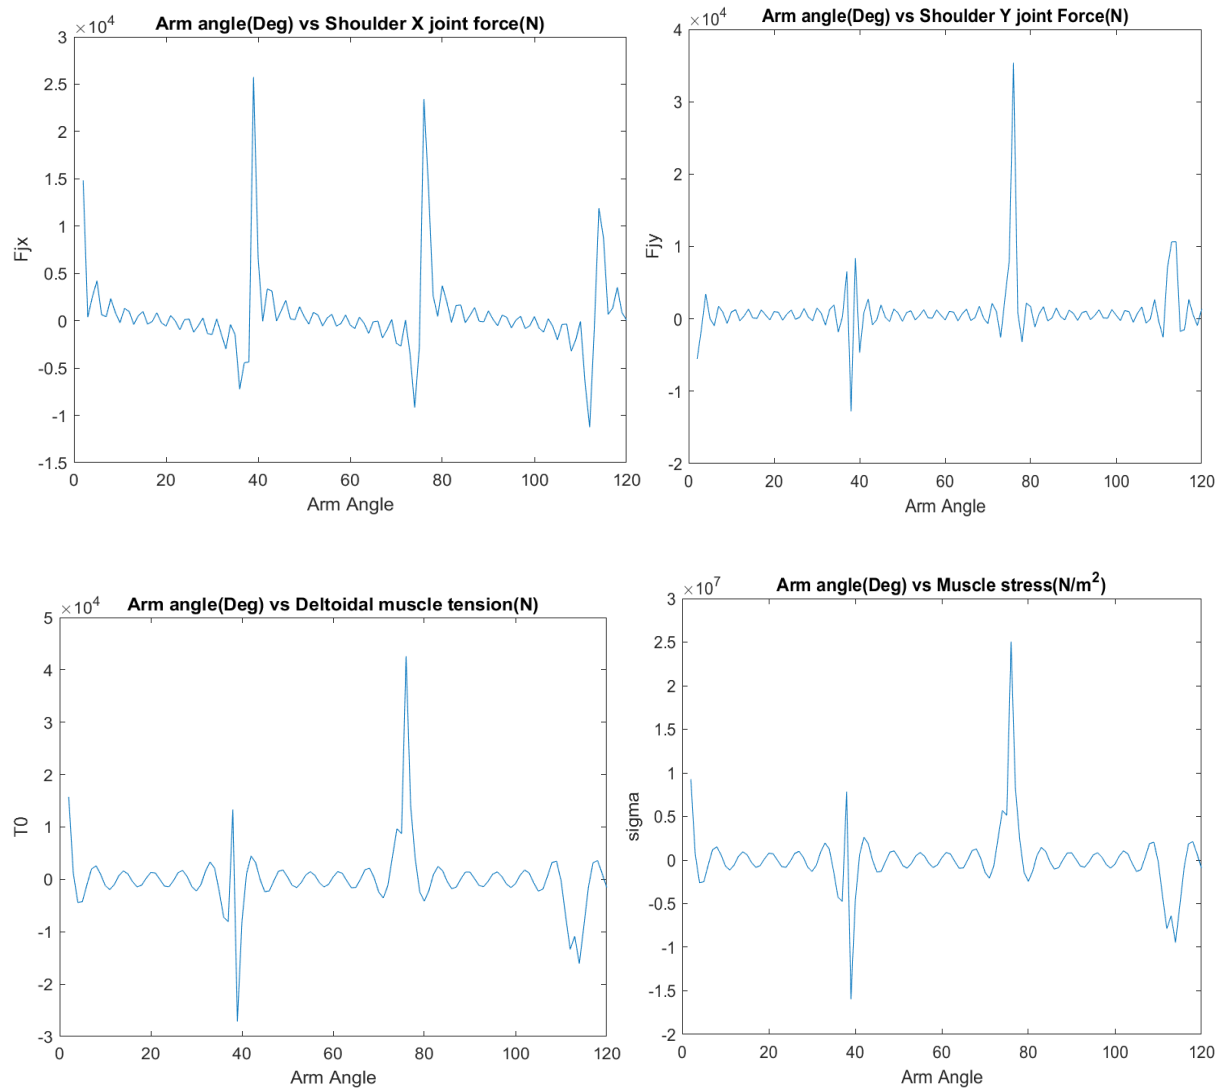 Arm angle(Deg) vs Shoulder X joint force(N)
×10^4
3
2.5
2
1.5
1
0.5
0
-0.5
-1
-1.5
Fjx
0 20 40 60 80 100 120
Arm Angle
Arm angle(Deg) vs Shoulder Y joint Force(N)
×10^4
4
3
2
1
0
-1
-2
Fjy
0 20 40 60 80 100 120
Arm Angle
Arm angle(Deg) vs Deltoidal muscle tension(N)
×10^4
5
4
3
2
1
0
-1
-2
-3
T0
0 20 40 60 80 100 120
Arm Angle
Arm angle(Deg) vs Muscle stress(N/m^2)
×10^7
3
2.5
2
1.5
1
0.5
0
-0.5
-1
-1.5
-2
sigma
0 20 40 60 80 100 120
Arm Angle